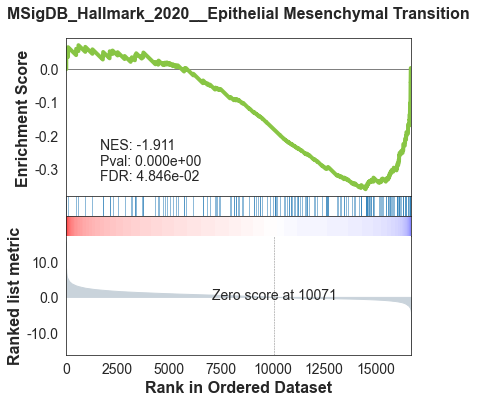 MSigDB_Hallmark_2020__Epithelial Mesenchymal Transition
Enrichment Score
0.0
-0.1
-0.2
-0.3
NES: -1.911
Pval: 0.000e+00
FDR: 4.846e-02
Ranked list metric
10.0
0.0
-10.0
Zero score at 10071
0 2500 5000 7500 10000 12500 15000
Rank in Ordered Dataset